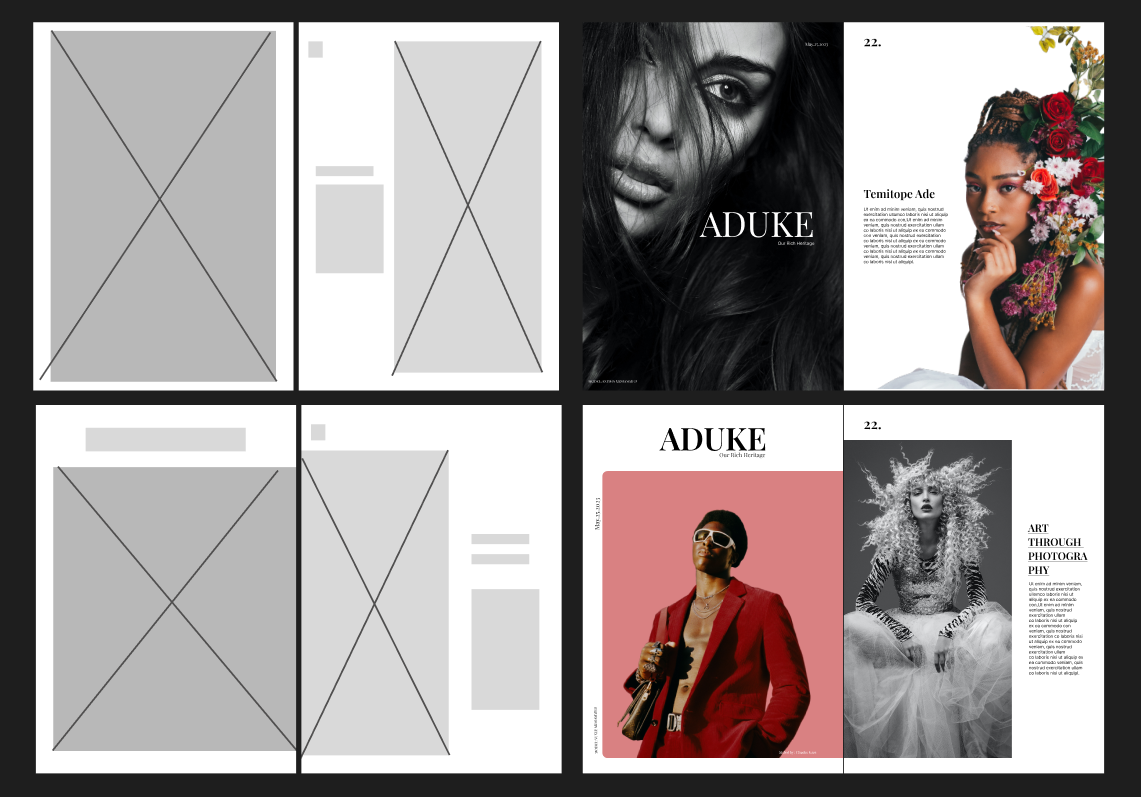 May.25.2023
ADUKE
Our Rich Heritage
22.
Temitope Ade
Ut enim ad minim veniam, quis nostrud
exercitation ullamco laboris nisi ut aliquip
ex ea commodo con,Ut enim ad minim
veniam, quis nostrud exercitation ullam
co laboris nisi ut aliquip ex ea commodo
con veniam, quis nostrud exercitation
co laboris nisi ut aliquip ex ea commodo
veniam, quis nostrud exercitation ullam
co laboris nisi ut aliquip ex ea commodo
veniam, quis nostrud exercitation ullam
co laboris nisi ut aliquip.
ADUKE
Our Rich Heritage
May.25.2023
22.
ART
THROUGH
PHOTOGRA
PHY
Ut enim ad minim veniam,
quis nostrud exercitation
ullamco laboris nisi ut
aliquip ex ea commodo
con,Ut enim ad minim
veniam, quis nostrud
exercitation ullam
co laboris nisi ut aliquip
ex ea commodo con
veniam, quis nostrud
exercitation co laboris nisi
ut aliquip ex ea commodo
veniam, quis nostrud
exercitation ullam
co laboris nisi ut aliquip ex
ea commodo veniam, quis
nostrud exercitation ullam
co laboris nisi ut aliquip.